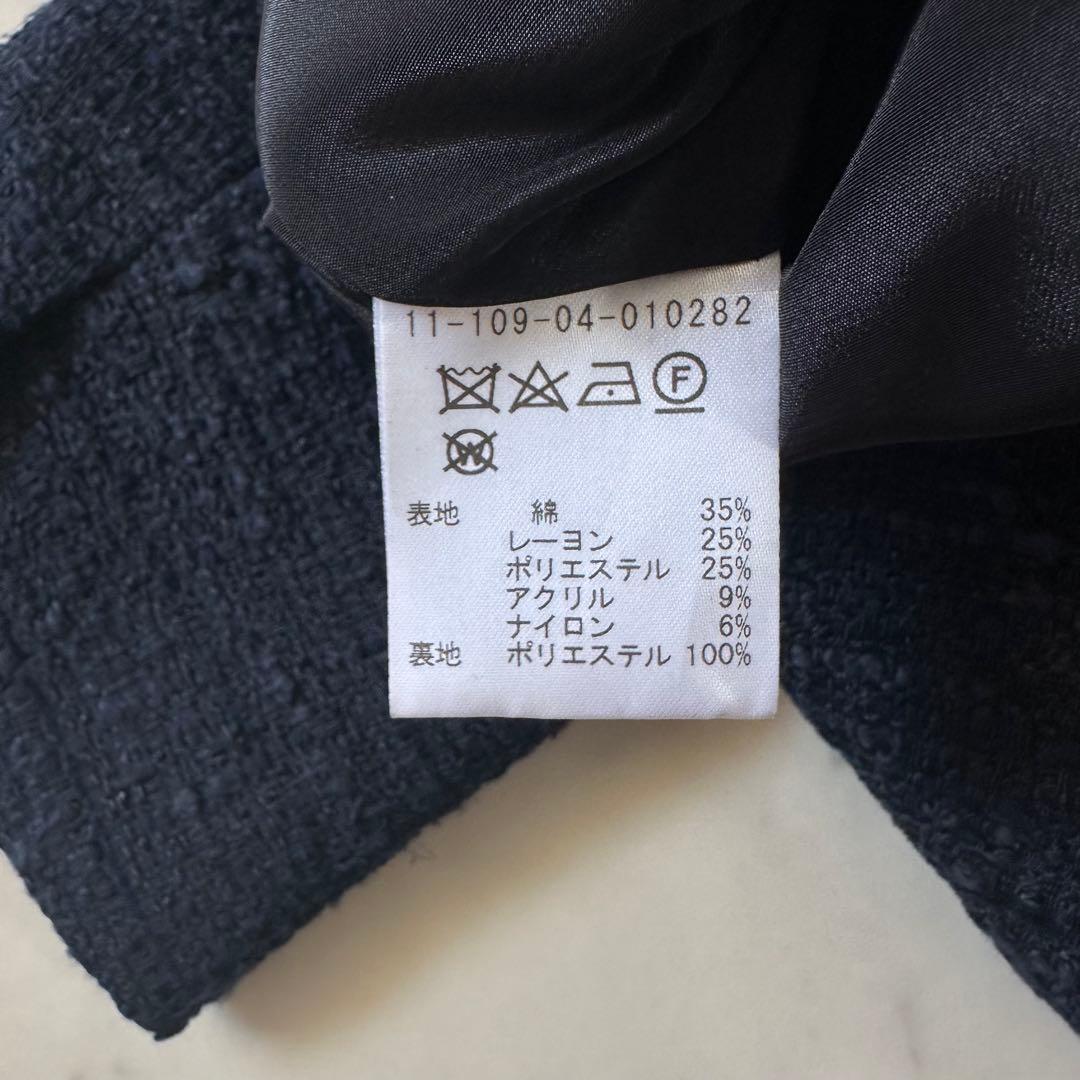 11-109-04-010282
F
W
表地 綿 35%
レーヨン 25%
ポリエステル 25%
アクリル 9%
ナイロン 6%
裏地 ポリエステル 100%